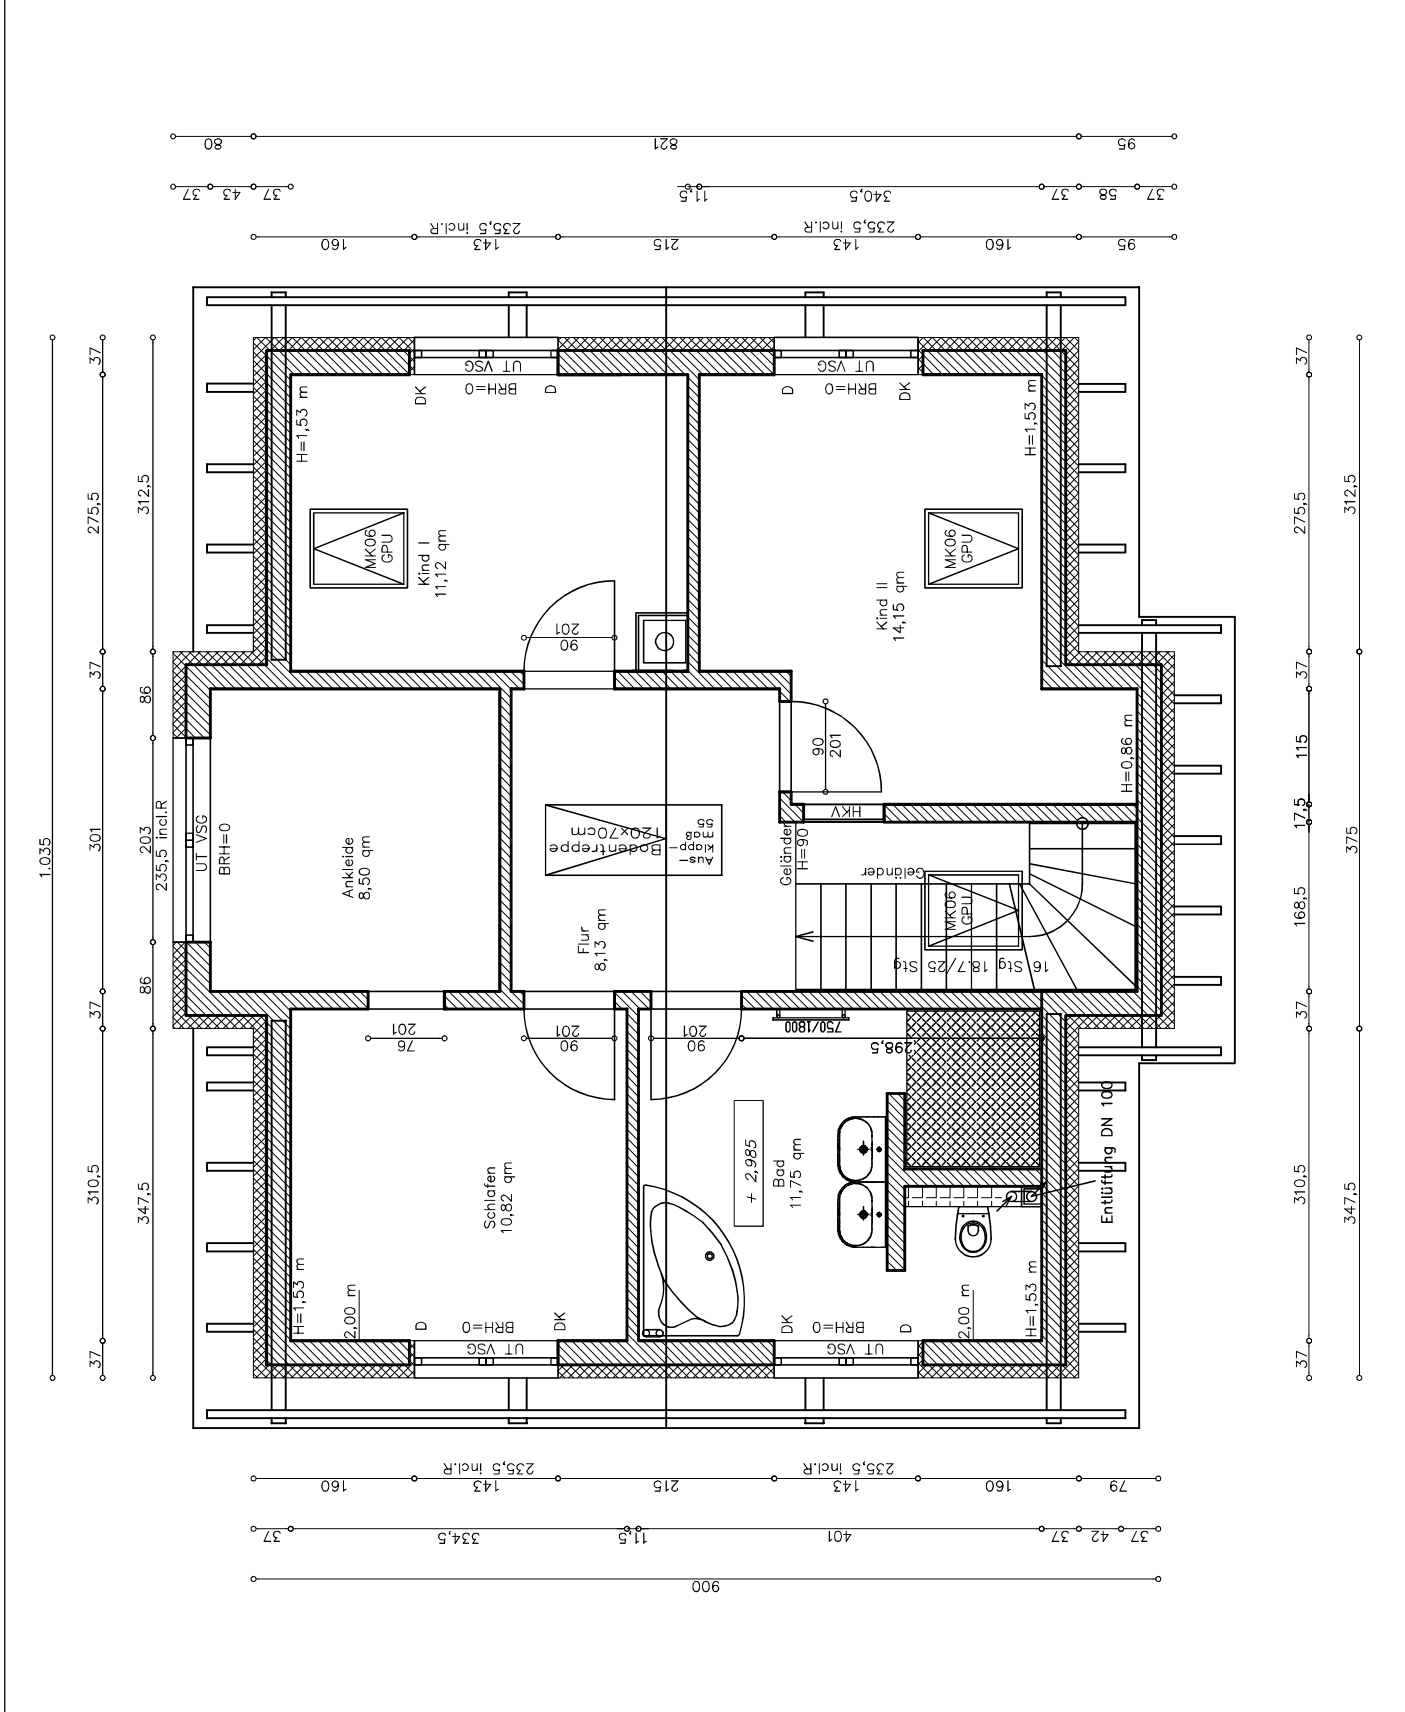 80
821
95
37
43
37
11,5
340,5
37
58
37
235,5 incl.R
235,5 incl.R
160
143
215
143
160
95
1.035
37
275,5
37
301
37
310,5
37
312,5
86
203
235,5 incl.R
86
347,5
UT VSG
BRH=0
DK
D
H=1,53 m
UT VSG
BRH=0
D
DK
H=1,53 m
MK06
GPU
Kind I
11,12 qm
MK06
GPU
Kind II
14,15 qm
201
90
90
201
H=0,86 m
HKV
UT VSG
BRH=0
Ankleide
8,50 qm
Bodentreppe
120x70cm
Aus-
klapp-
maß
55
Flur
8,13 qm
Geländer
H=90
Geländer
MK06
GPU
16 Stg 18.7/25 Stg
201
76
201
90
201
90
750/1800
2,298,5
Schlafen
10,82 qm
+ 2,985
Bad
11,75 qm
Entlüftung DN 100
H=1,53 m
2,00 m
D
DK
BRH=0
UT VSG
DK
D
BRH=0
UT VSG
2,00 m
H=1,53 m
37
275,5
37
115
17,5
168,5
37
310,5
37
312,5
375
347,5
235,5 incl.R
235,5 incl.R
160
143
215
143
160
79
37
334,5
11,5
401
37
42
37
900